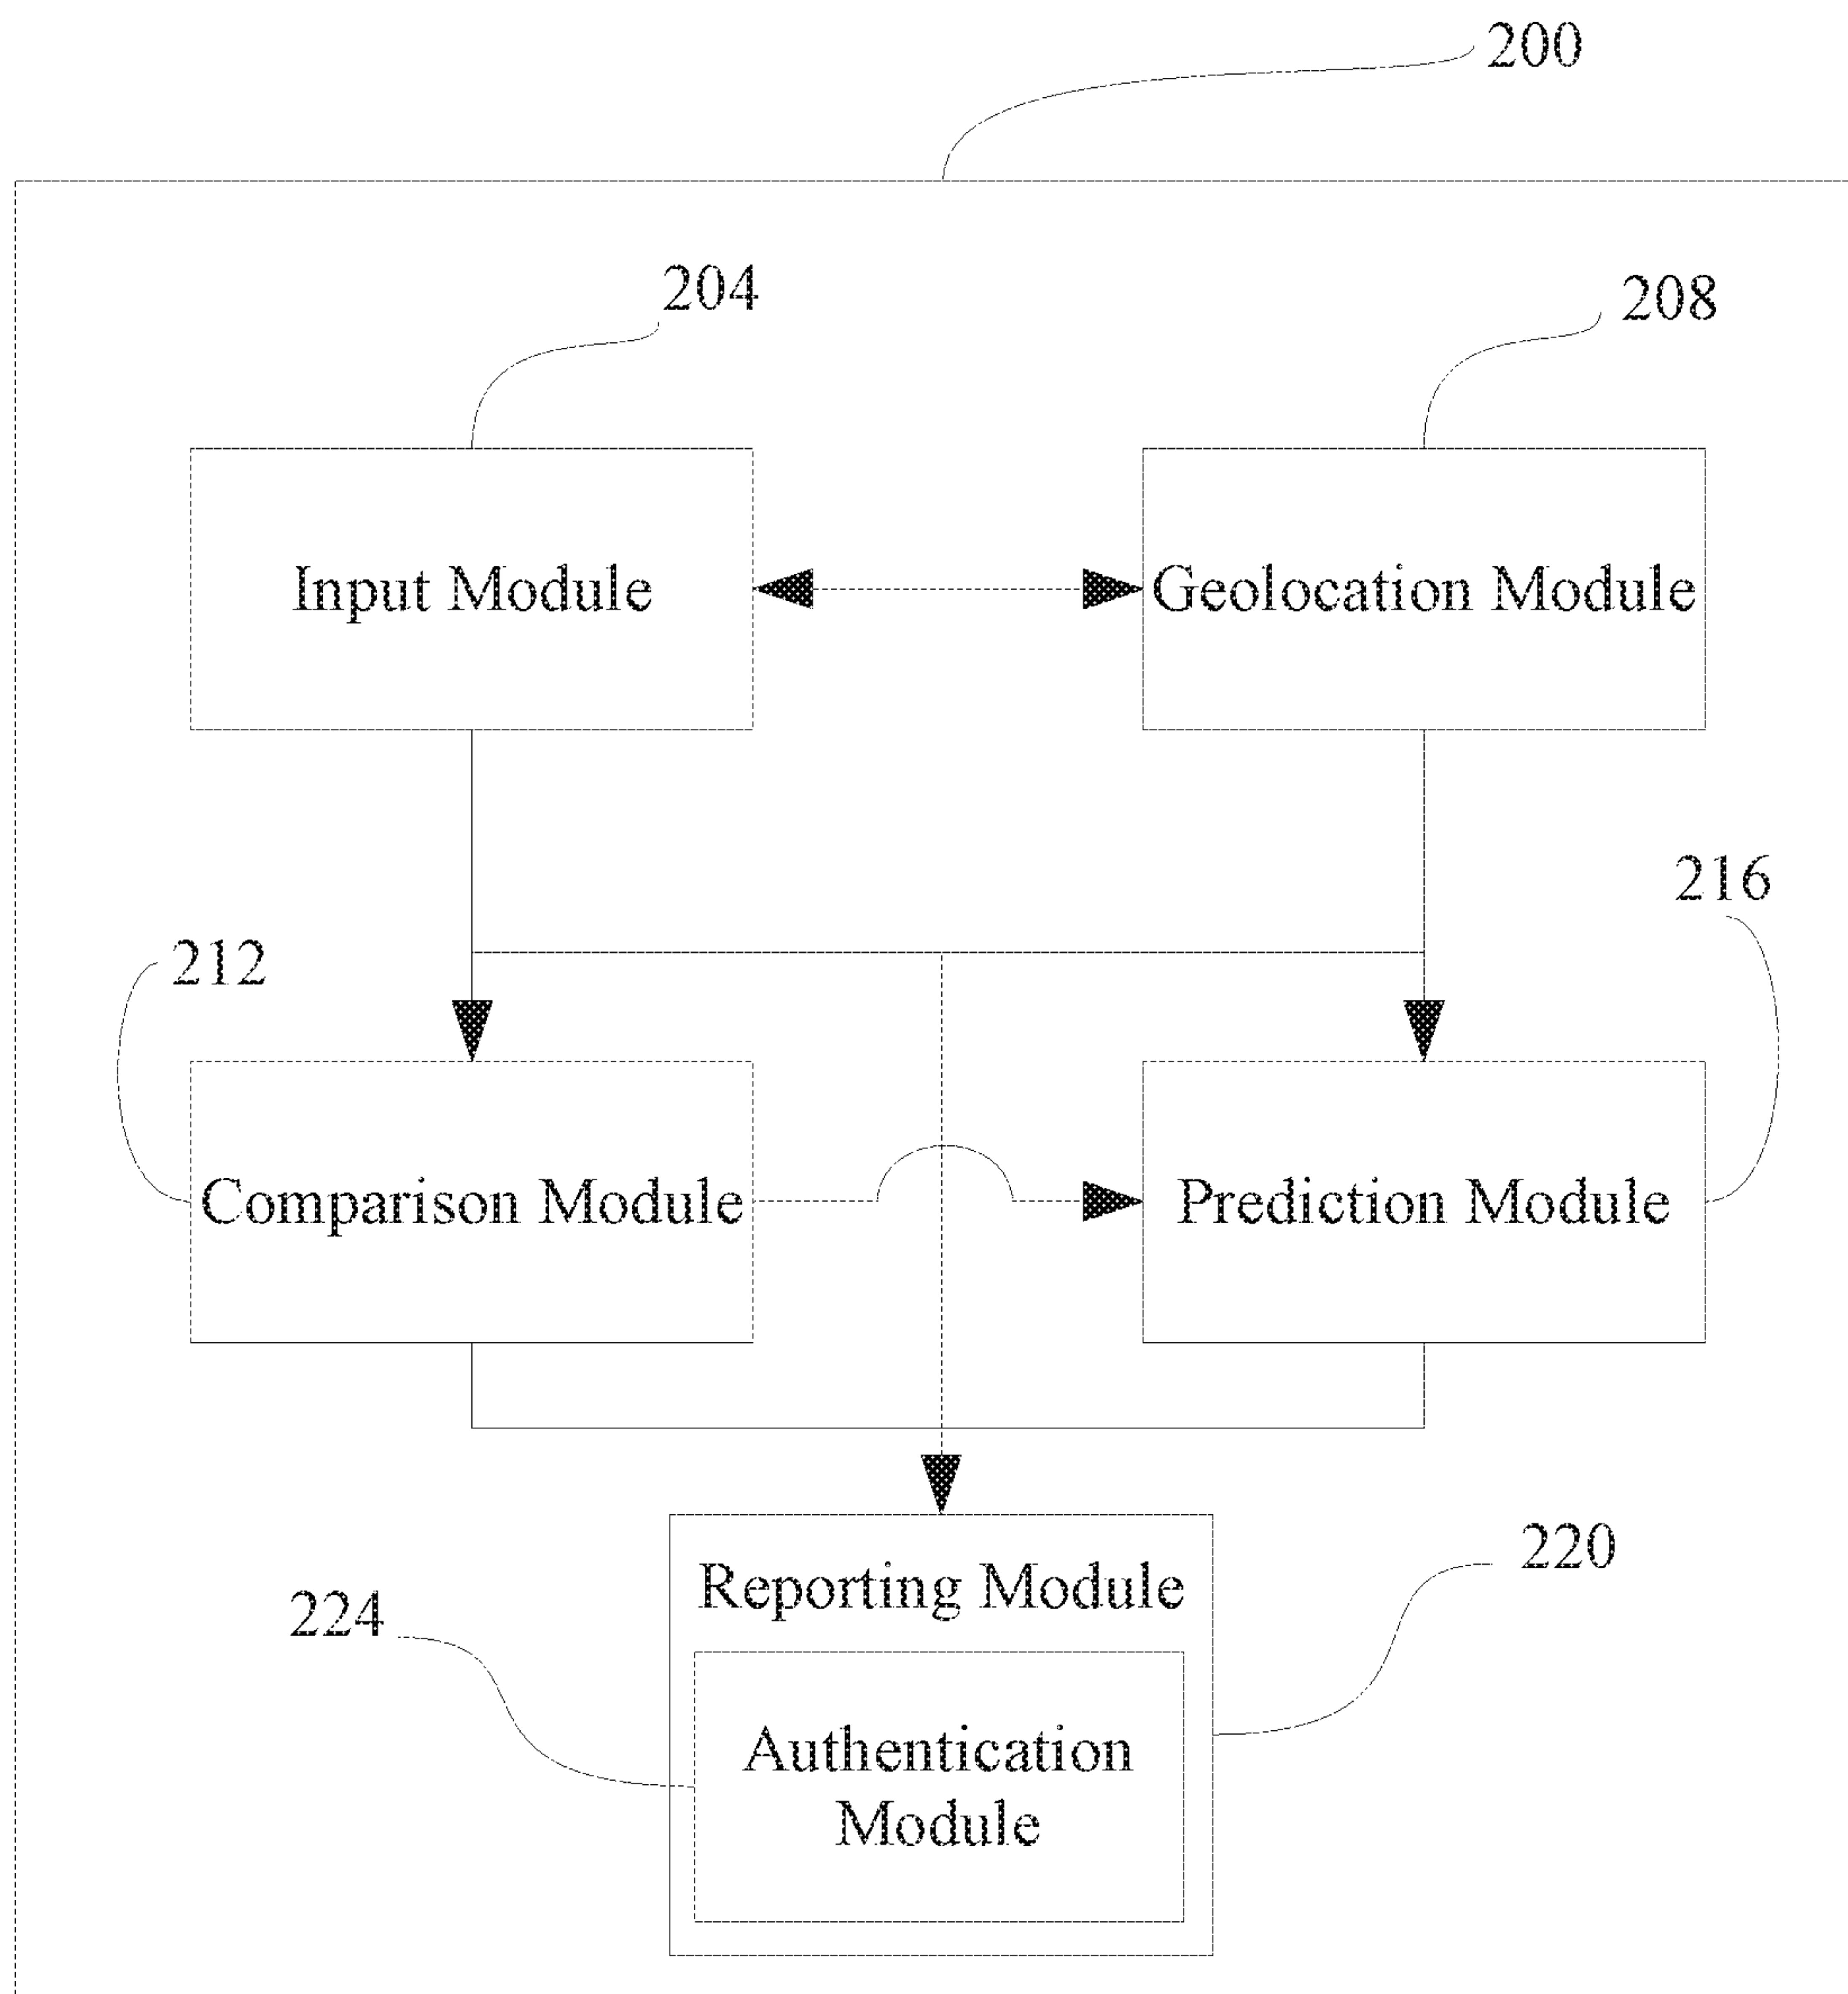 200
204
208
Input Module
Geolocation Module
216
212
Comparison Module
Prediction Module
220
Reporting Module
224
Authentication
Module